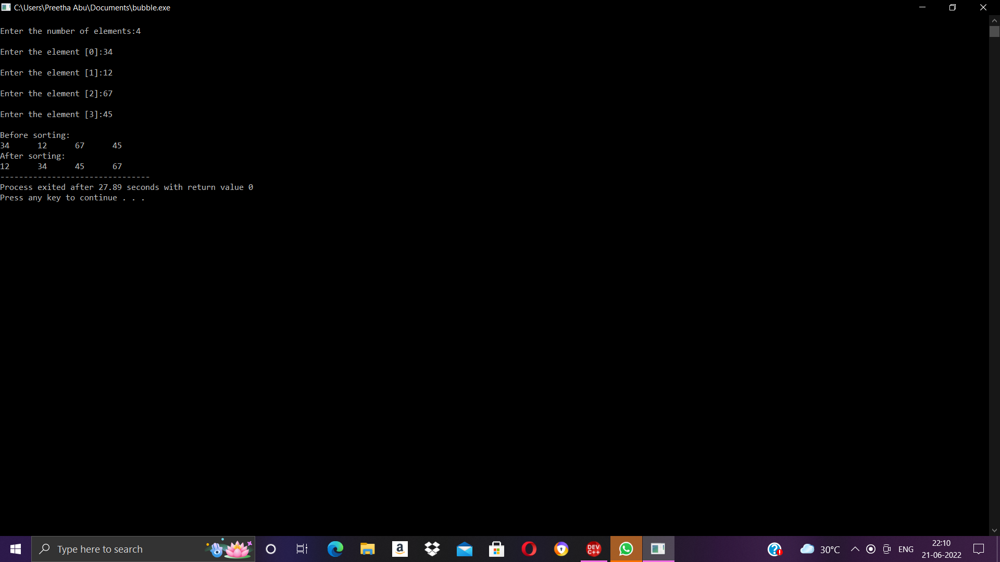 C:\Users\Preetha Abu\Documents\bubble.exe
Enter the number of elements:4
Enter the element [0]:34
Enter the element [1]:12
Enter the element [2]:67
Enter the element [3]:45
Before sorting:
34 12 67 45
After sorting:
12 34 45 67
--------------------------------
Process exited after 27.89 seconds with return value 0
Press any key to continue . . .
Type here to search
a
DEV
C++
30°C
ENG
22:10
21-06-2022